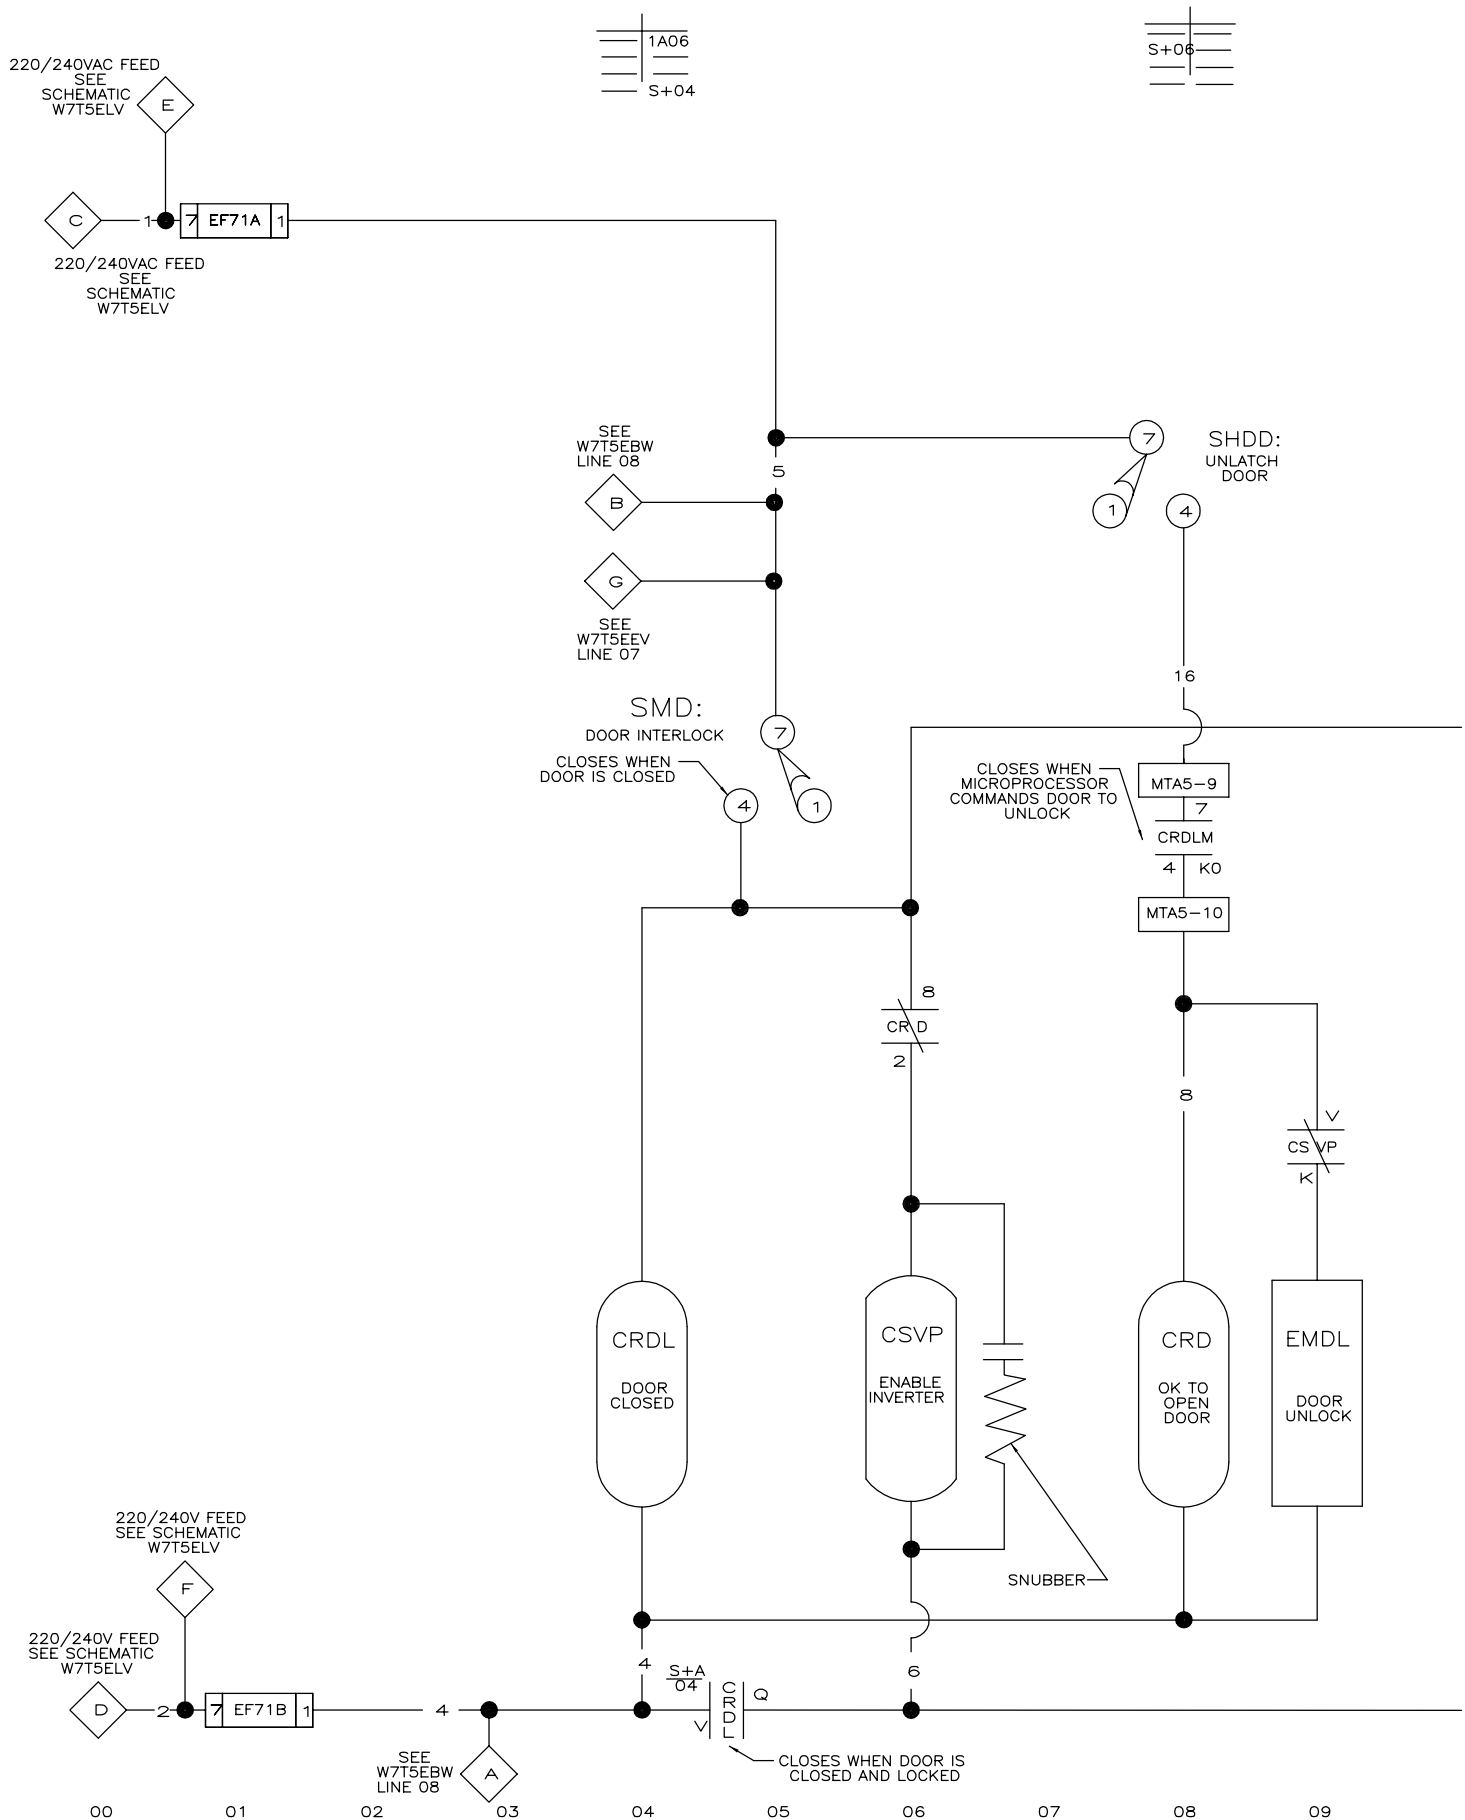 1A06
S+04
S+06
220/240VAC FEED
SEE
SCHEMATIC
W7T5ELV
E
C
1
7
EF71A
1
220/240VAC FEED
SEE
SCHEMATIC
W7T5ELV
SEE
W7T5EBW
LINE 08
B
5
7
SHDD:
UNLATCH
DOOR
1
4
G
SEE
W7T5EEV
LINE 07
16
SMD:
DOOR INTERLOCK
7
CLOSES WHEN
DOOR IS CLOSED
4
1
CLOSES WHEN
MICROPROCESSOR
COMMANDS DOOR TO
UNLOCK
MTA5-9
7
CRDLM
4 K0
MTA5-10
8
CR D
2
8
V
CS VP
K
CRDL
DOOR
CLOSED
CSVP
ENABLE
INVERTER
CRD
OK TO
OPEN
DOOR
EMDL
DOOR
UNLOCK
SNUBBER
220/240V FEED
SEE SCHEMATIC
W7T5ELV
F
220/240V FEED
SEE SCHEMATIC
W7T5ELV
D
2
7
EF71B
1
4
4
S+A
04
V
CRDL
Q
6
SEE
W7T5EBW
LINE 08
A
CLOSES WHEN DOOR IS
CLOSED AND LOCKED
00 01 02 03 04 05 06 07 08 09